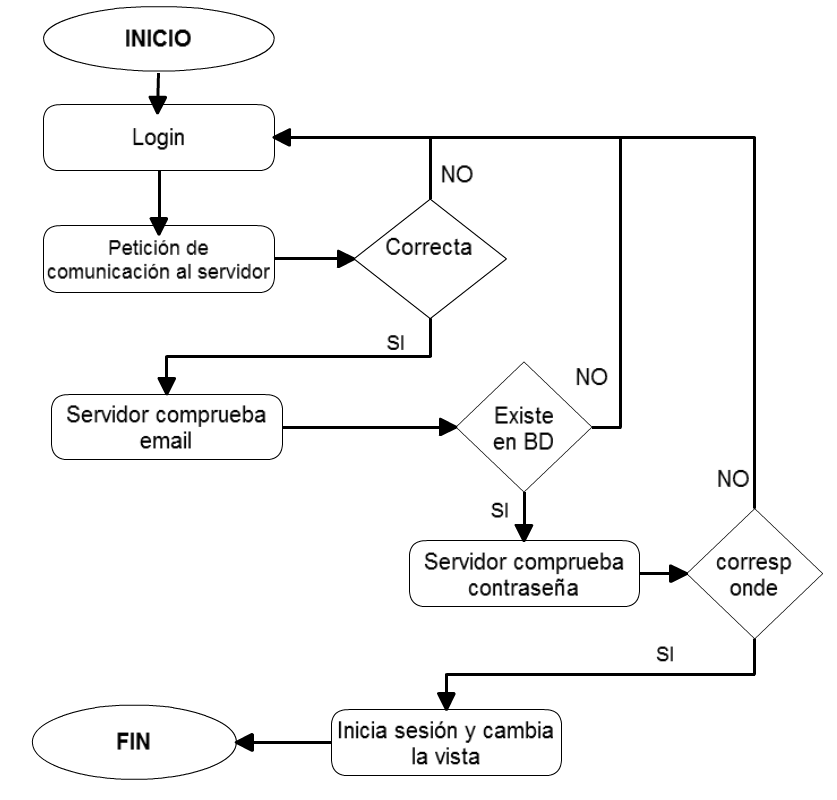 INICIO
Login
NO
Petición de
comunicación al servidor
Correcta
SI
Servidor comprueba
email
NO
Existe
en BD
NO
SI
Servidor comprueba
contraseña
corresp
onde
SI
Inicia sesión y cambia
la vista
FIN